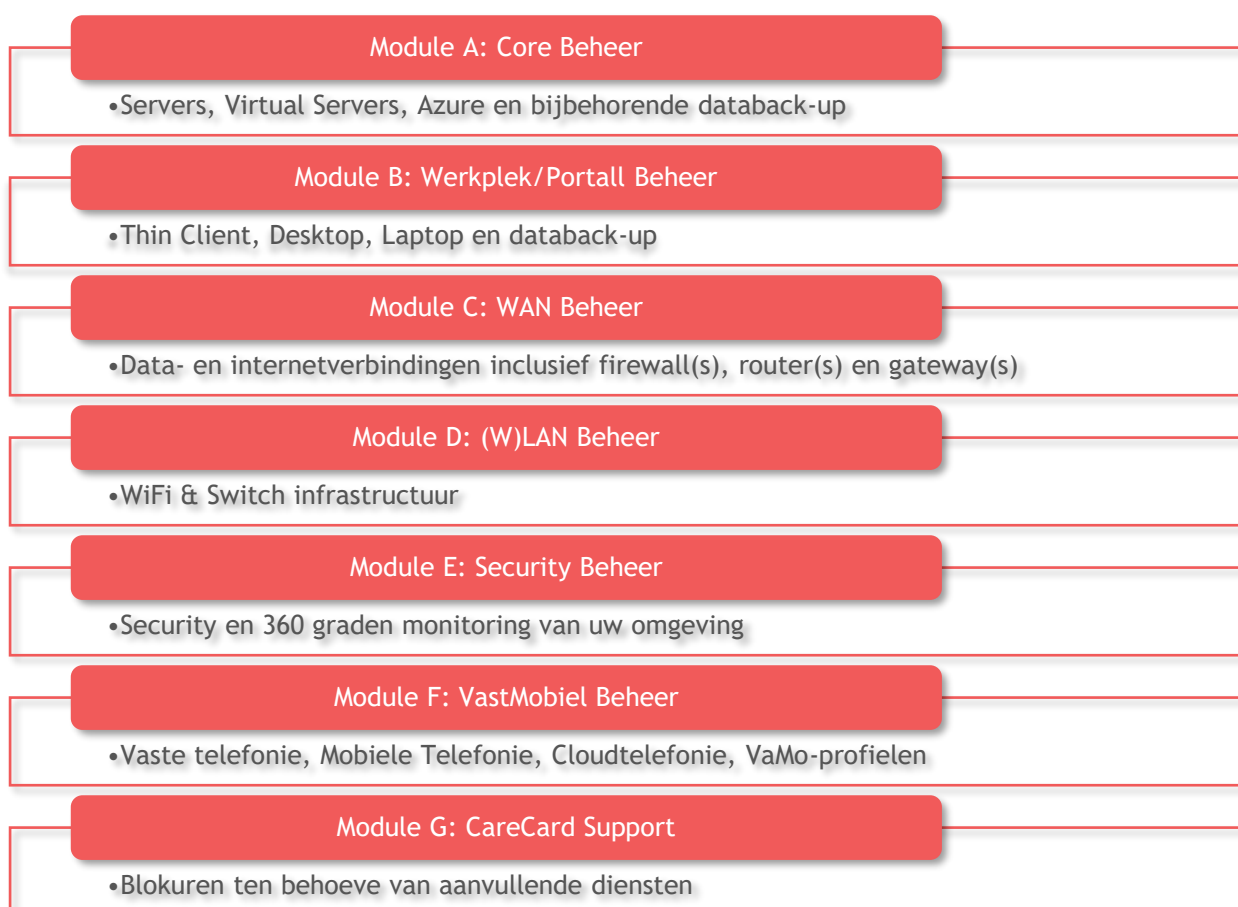 Module A: Core Beheer
•Servers, Virtual Servers, Azure en bijbehorende databack-up
Module B: Werkplek/Portall Beheer
•Thin Client, Desktop, Laptop en databack-up
Module C: WAN Beheer
•Data- en internetverbindingen inclusief firewall(s), router(s) en gateway(s)
Module D: (W)LAN Beheer
•WiFi & Switch infrastructuur
Module E: Security Beheer
•Security en 360 graden monitoring van uw omgeving
Module F: VastMobiel Beheer
•Vaste telefonie, Mobiele Telefonie, Cloudtelefonie, VaMo-profielen
Module G: CareCard Support
•Blokuren ten behoeve van aanvullende diensten